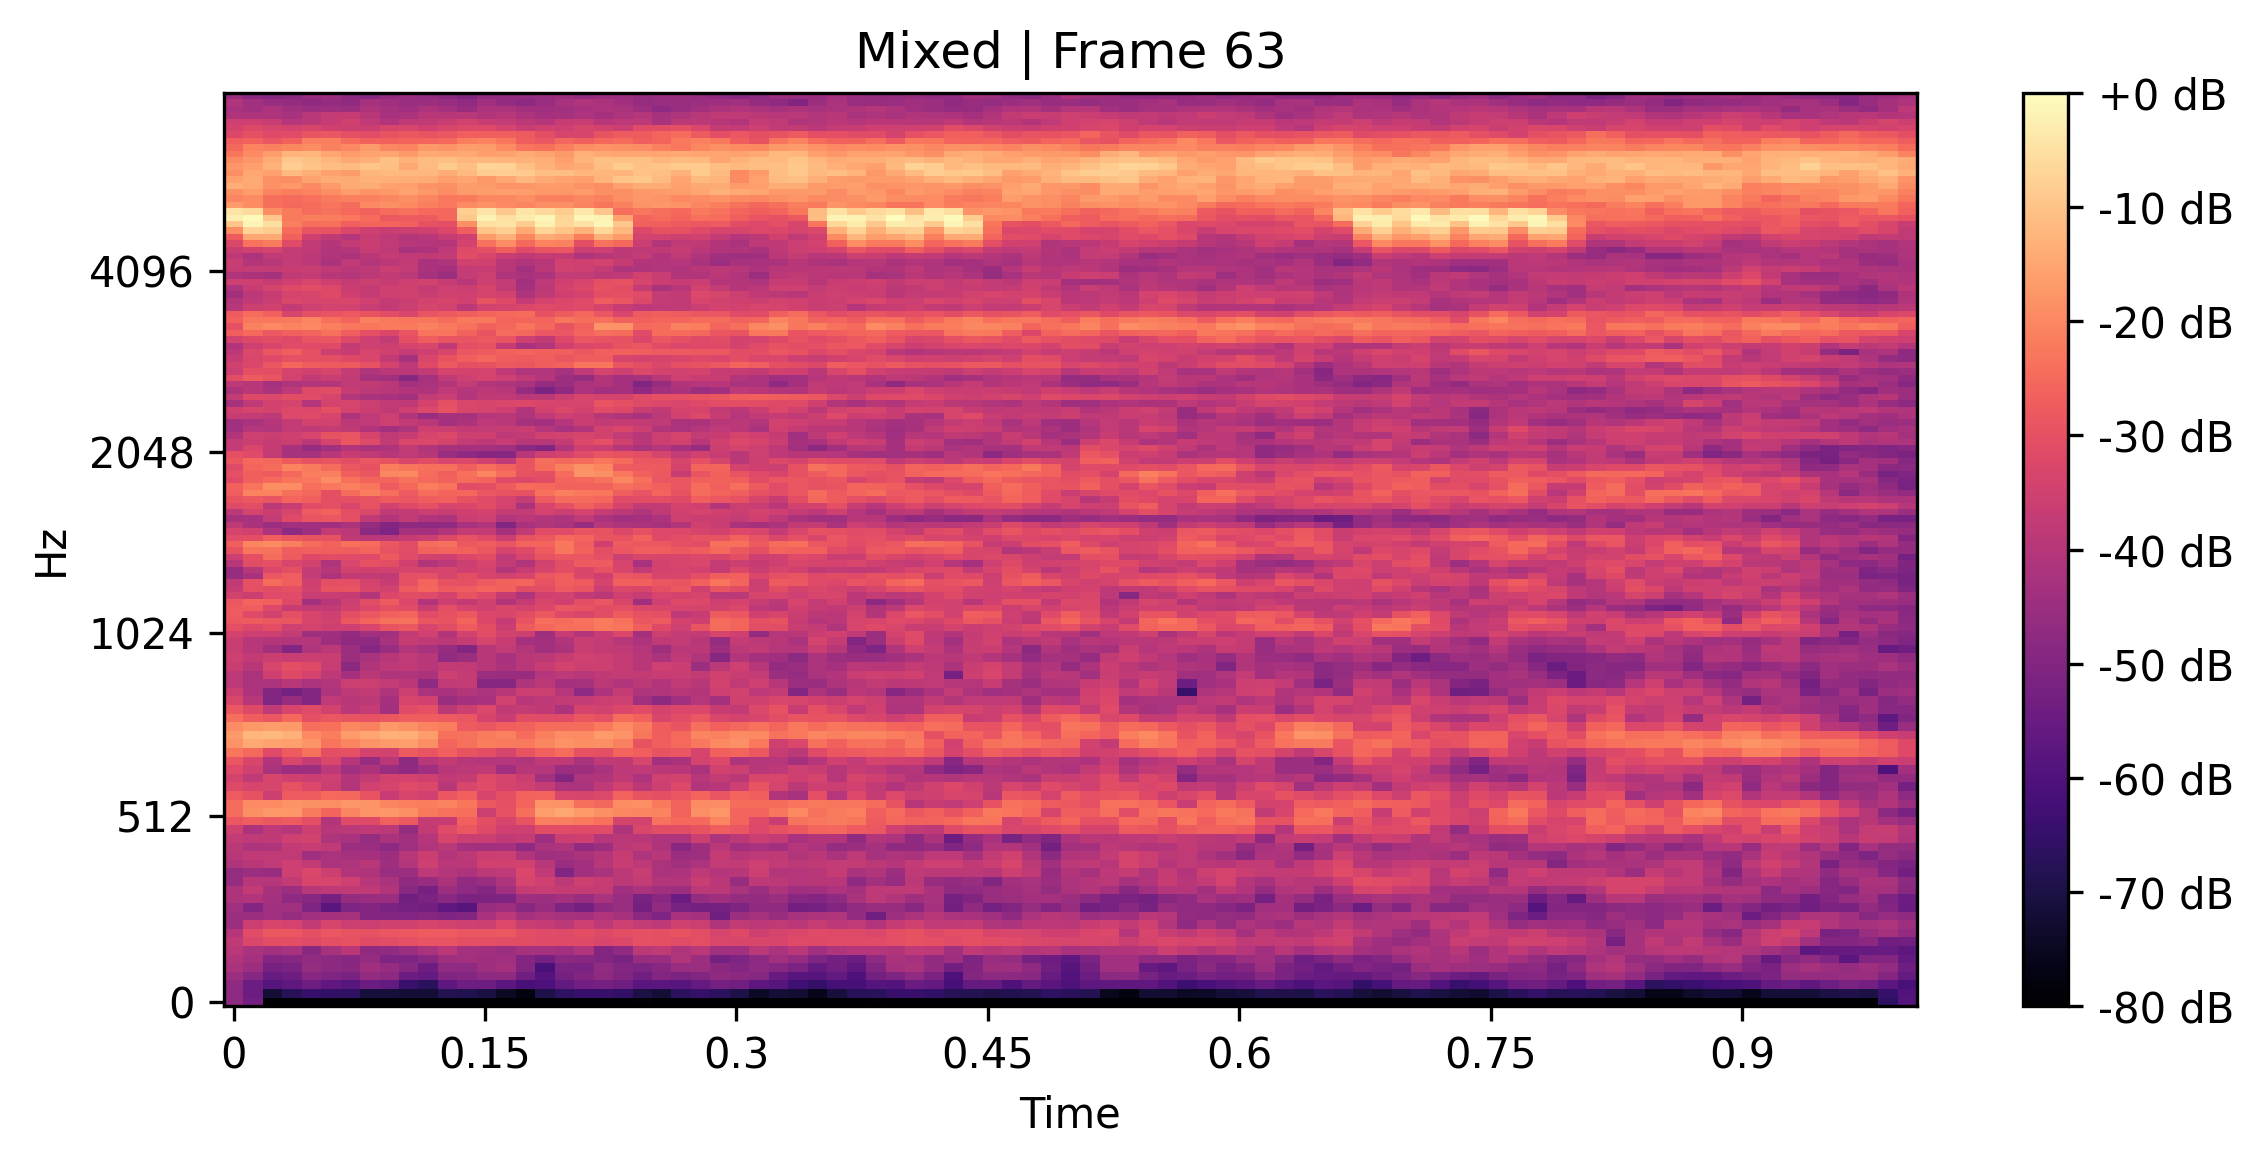 Mixed | Frame 63
+0 dB
-10 dB
-20 dB
-30 dB
-40 dB
-50 dB
-60 dB
-70 dB
-80 dB
Hz
4096
2048
1024
512
0
0 0.15 0.3 0.45 0.6 0.75 0.9
Time